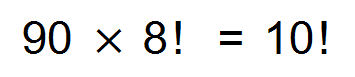 90 × 8! = 10!